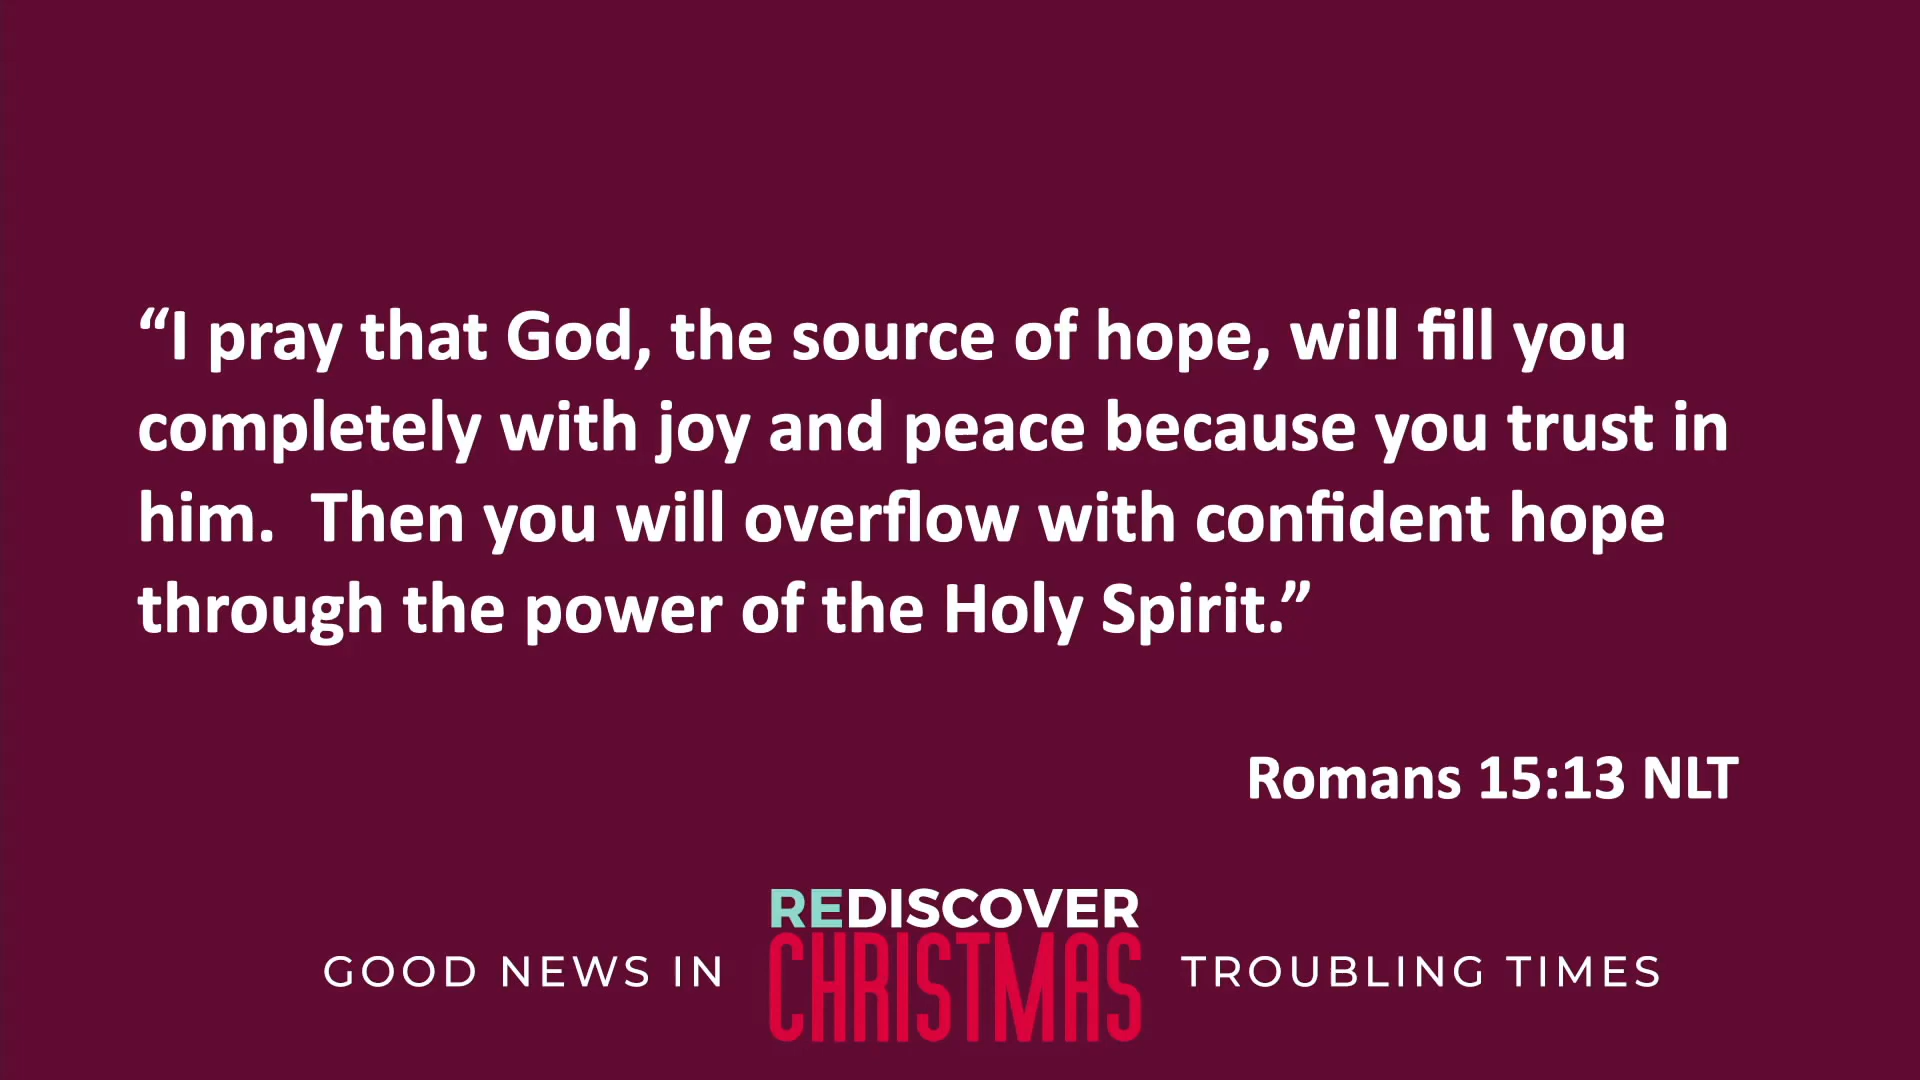 “I pray that God, the source of hope, will fill you
completely with joy and peace because you trust in
him.  Then you will overflow with confident hope
through the power of the Holy Spirit.”
Romans 15:13 NLT
REDISCOVER
GOOD NEWS IN CHRISTMAS TROUBLING TIMES